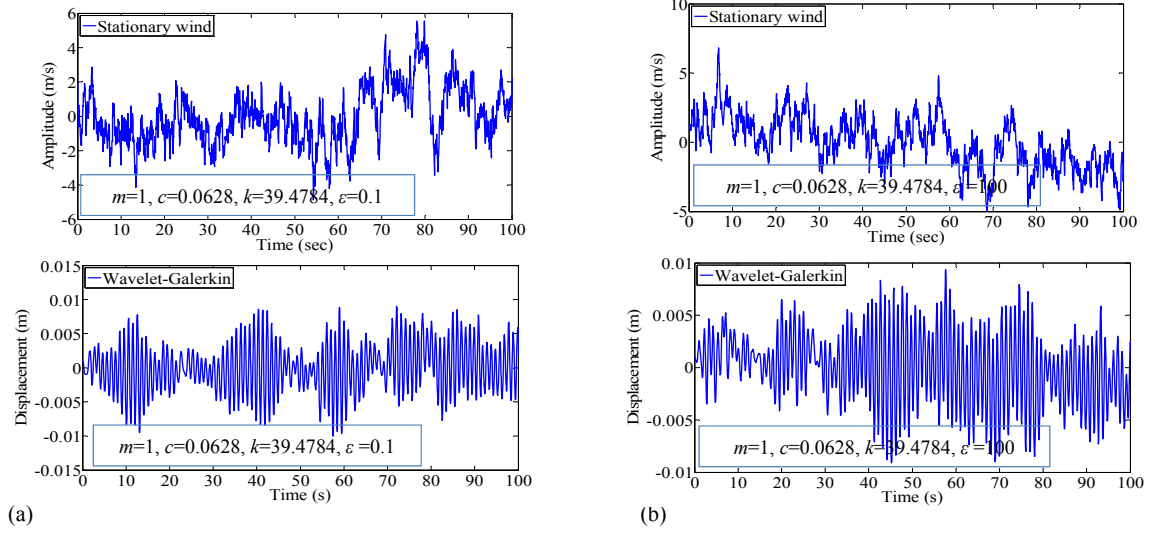 Stationary wind
6
4
2
0
-2
-4
-6
Amplitude (m/s)
m=1, c=0.0628, k=39.4784, ε=0.1
0 10 20 30 40 50 60 70 80 90 100
Time (sec)
Wavelet-Galerkin
0.015
0.01
0.005
0
-0.005
-0.01
-0.015
Displacement (m)
m=1, c=0.0628, k=39.4784, ε =0.1
0 10 20 30 40 50 60 70 80 90 100
Time (s)
(a)
Stationary wind
10
5
0
-5
Amplitude (m/s)
m=1, c=0.0628, k=39.4784, ε =100
0 10 20 30 40 50 60 70 80 90 100
Time (sec)
Wavelet-Galerkin
0.01
0.005
0
-0.005
-0.01
Displacement (m)
m=1, c=0.0628, k=39.4784, ε =100
0 10 20 30 40 50 60 70 80 90 100
Time (s)
(b)